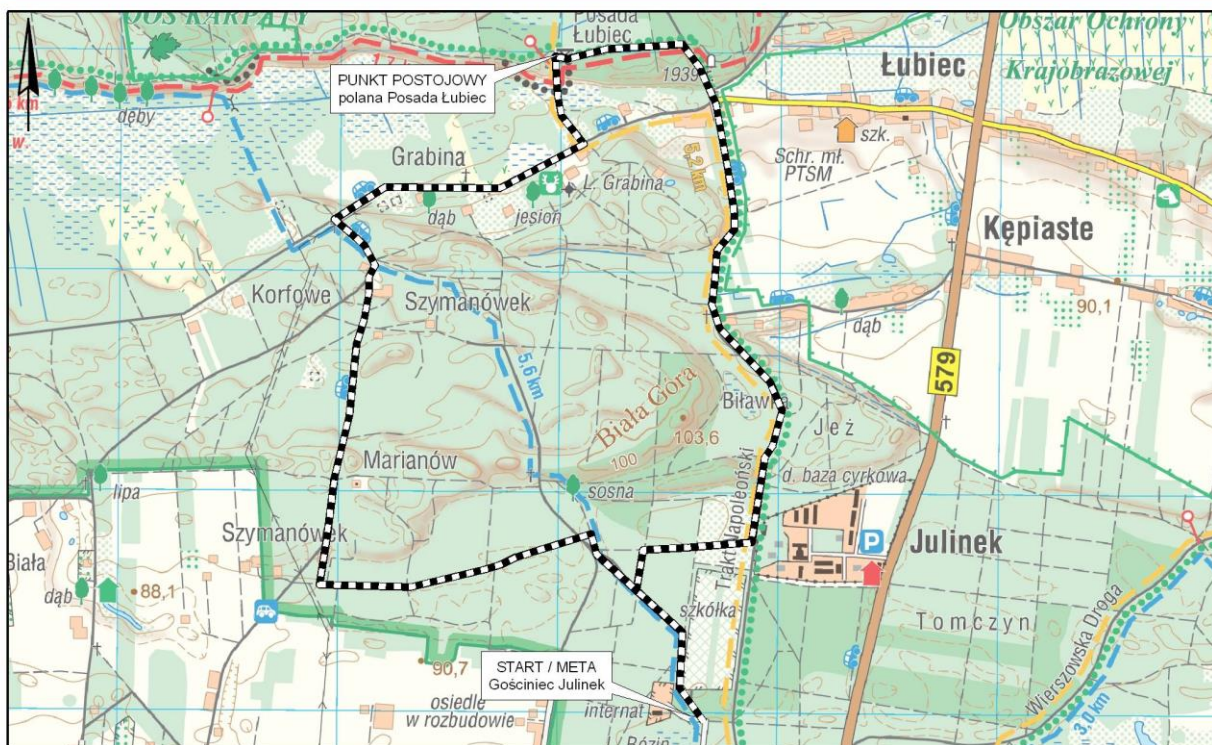 UOS KARPATY
Posada
Łubiec
Obszar Ochrony
Krajobrazowej
PUNKT POSTOJOWY
polana Posada Łubiec
1939
Łubiec
dęby
szk.
Schr. mł.
PTSM
5,2 km
Grabina
L. Grabina
dąb
jesion
Kępiaste
Korfowe
Szymanówek
90,1
dąb
579
5,6 km
Biała Góra
103,6
100
Biławka
Jeż
Marianów
d. baza cyrkowa
lipa
sosna
Trakt Napoleoński
Szymanówek
Biała
P
Julinek
dąb
88,1
szkółka
Tomczyn
Wierszowska Droga
90,7
START / META
Gościniec Julinek
osiedle
w rozbudowie
internat
3,0 km